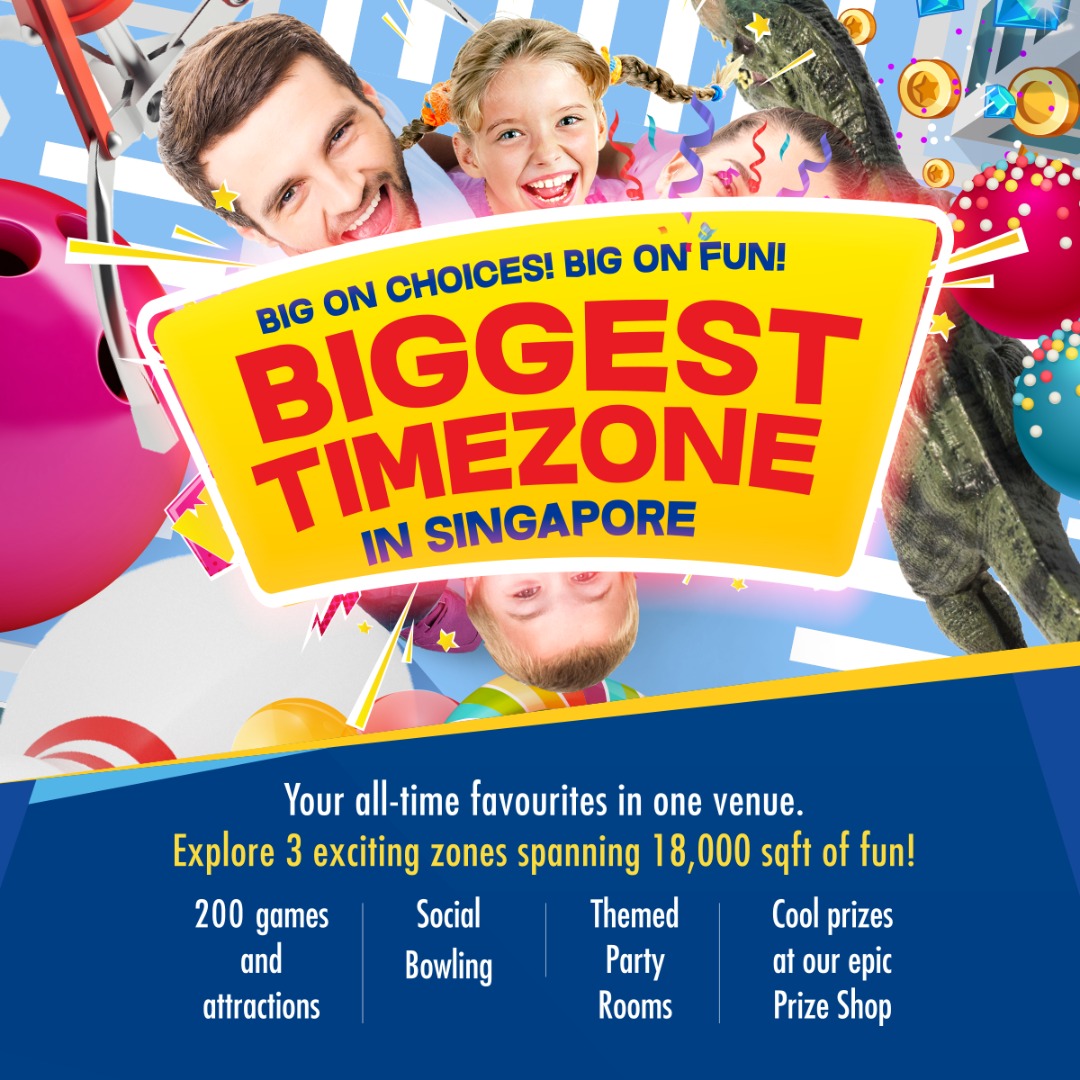 BIG ON CHOICES! BIG ON FUN!
BIGGEST
TIMEZONE
IN SINGAPORE
Your all-time favourites in one venue.
Explore 3 exciting zones spanning 18,000 sqft of fun!
200 games
and
attractions
Social
Bowling
Themed
Party
Rooms
Cool prizes
at our epic
Prize Shop